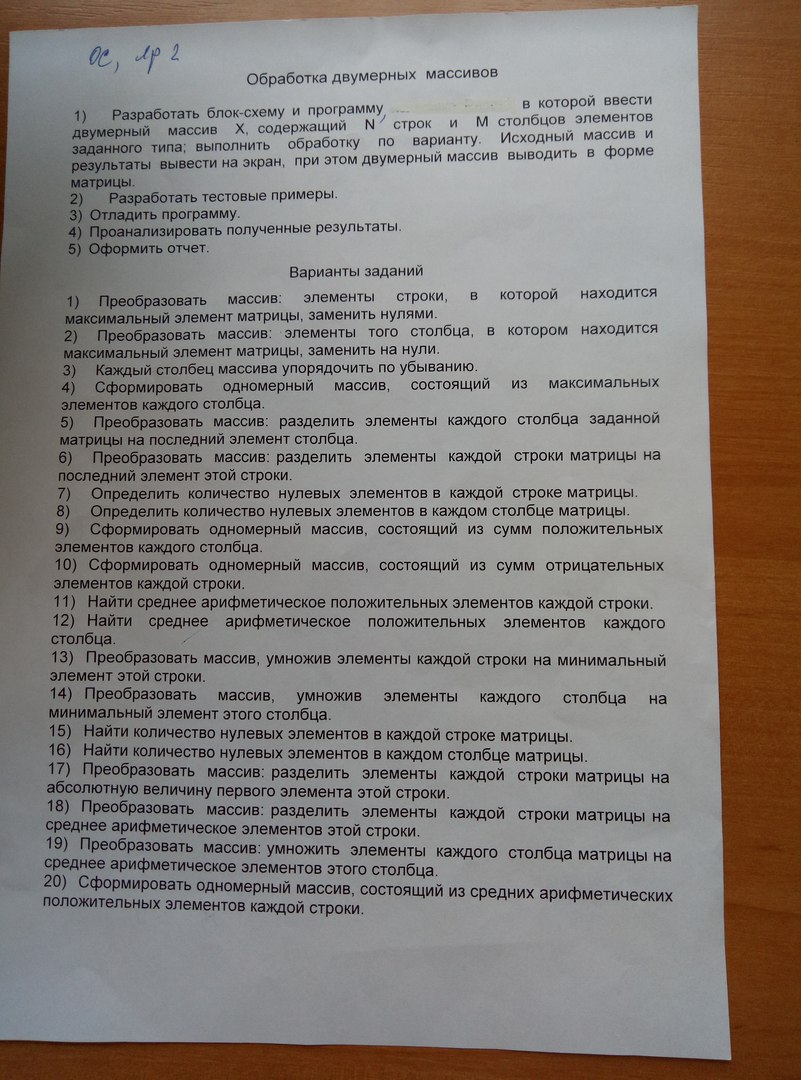 ОС, лр 2
Обработка двумерных массивов
1) Разработать блок-схему и программу в которой ввести
двумерный массив X, содержащий N строк и M столбцов элементов
заданного типа; выполнить обработку по варианту. Исходный массив и
результаты вывести на экран, при этом двумерный массив выводить в форме
матрицы.
2) Разработать тестовые примеры.
3) Отладить программу.
4) Проанализировать полученные результаты.
5) Оформить отчет.
Варианты заданий
1) Преобразовать массив: элементы строки, в которой находится
максимальный элемент матрицы, заменить нулями.
2) Преобразовать массив: элементы того столбца, в котором находится
максимальный элемент матрицы, заменить на нули.
3) Каждый столбец массива упорядочить по убыванию.
4) Сформировать одномерный массив, состоящий из максимальных
элементов каждого столбца.
5) Преобразовать массив: разделить элементы каждого столбца заданной
матрицы на последний элемент столбца.
6) Преобразовать массив: разделить элементы каждой строки матрицы на
последний элемент этой строки.
7) Определить количество нулевых элементов в каждой строке матрицы.
8) Определить количество нулевых элементов в каждом столбце матрицы.
9) Сформировать одномерный массив, состоящий из сумм положительных
элементов каждого столбца.
10) Сформировать одномерный массив, состоящий из сумм отрицательных
элементов каждой строки.
11) Найти среднее арифметическое положительных элементов каждой строки.
12) Найти среднее арифметическое положительных элементов каждого
столбца.
13) Преобразовать массив, умножив элементы каждой строки на минимальный
элемент этой строки.
14) Преобразовать массив, умножив элементы каждого столбца на
минимальный элемент этого столбца.
15) Найти количество нулевых элементов в каждой строке матрицы.
16) Найти количество нулевых элементов в каждом столбце матрицы.
17) Преобразовать массив: разделить элементы каждой строки матрицы на
абсолютную величину первого элемента этой строки.
18) Преобразовать массив: разделить элементы каждой строки матрицы на
среднее арифметическое элементов этой строки.
19) Преобразовать массив: умножить элементы каждого столбца матрицы на
среднее арифметическое элементов этого столбца.
20) Сформировать одномерный массив, состоящий из средних арифметических
положительных элементов каждой строки.